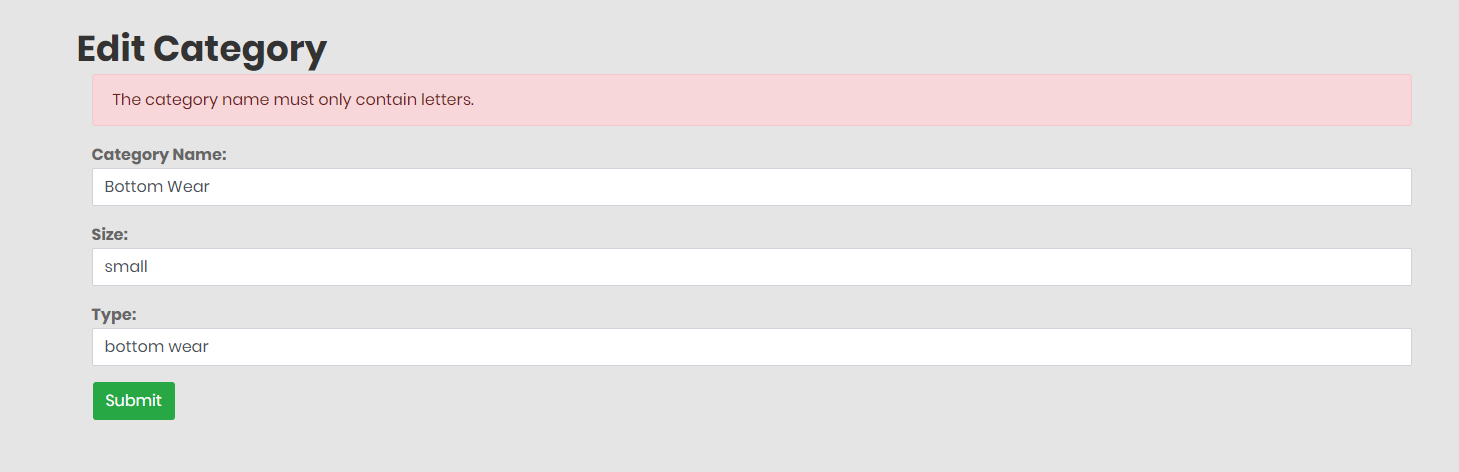 Edit Category
The category name must only contain letters.
Category Name:
Bottom Wear
Size:
small
Type:
bottom wear
Submit